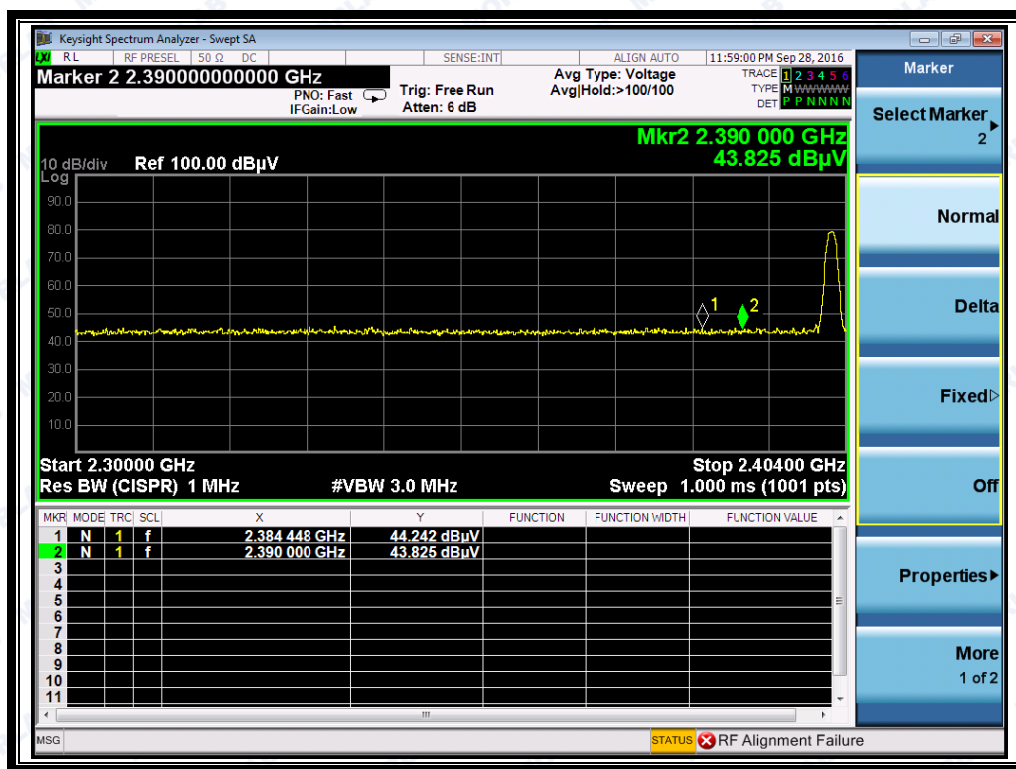 Keysight Spectrum Analyzer - Swept SA
LXI RL RF PRESEL 50 Ω DC SENSE:INT ALIGN AUTO 11:59:00 PM Sep 28, 2016
Marker 2 2.390000000000 GHz
PNO: Fast
IFGain:Low
Trig: Free Run
Atten: 6 dB
Avg Type: Voltage
Avg|Hold:>100/100
TRACE 1 2 3 4 5 6
TYPE M W W W W W
DET P P N N N N
Mkr2 2.390 000 GHz
43.825 dBµV
10 dB/div Ref 100.00 dBµV
Log
90.0
80.0
70.0
60.0
50.0
40.0
30.0
20.0
10.0
1
2
Start 2.30000 GHz
Stop 2.40400 GHz
Res BW (CISPR) 1 MHz
#VBW 3.0 MHz
Sweep 1.000 ms (1001 pts)
MKR MODE TRC SCL X Y FUNCTION FUNCTION WIDTH FUNCTION VALUE
1 N 1 f 2.384 448 GHz 44.242 dBµV
2 N 1 f 2.390 000 GHz 43.825 dBµV
3
4
5
6
7
8
9
10
11
MSG
STATUS RF Alignment Failure
Marker
Select Marker
2
Normal
Delta
Fixed
Off
Properties
More
1 of 2